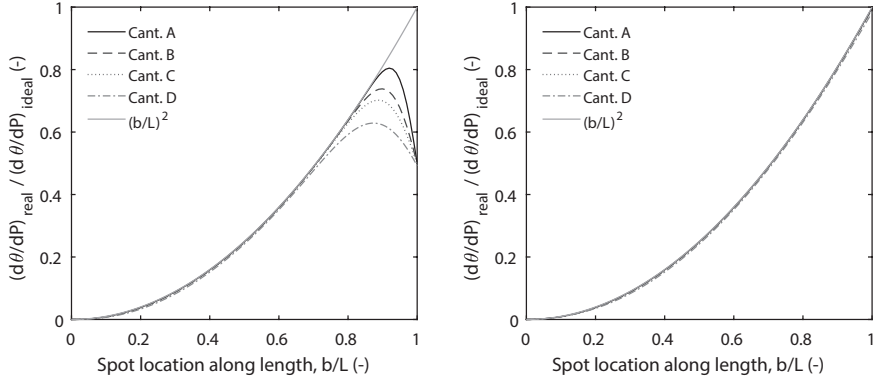 (dθ/dP)real / (dθ/dP)ideal (-)
1
0.8
0.6
0.4
0.2
0
Cant. A
Cant. B
Cant. C
Cant. D
(b/L)2
0 0.2 0.4 0.6 0.8 1
Spot location along length, b/L (-)
(dθ/dP)real / (dθ/dP)ideal (-)
1
0.8
0.6
0.4
0.2
0
Cant. A
Cant. B
Cant. C
Cant. D
(b/L)2
0 0.2 0.4 0.6 0.8 1
Spot location along length, b/L (-)